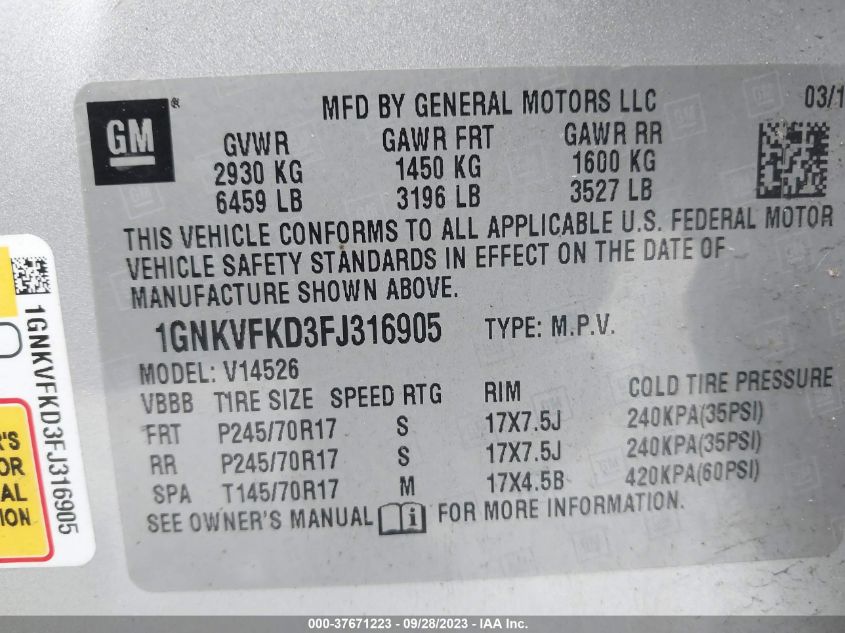 GM®
MFD BY GENERAL MOTORS LLC 03/1
GVWR GAWR FRT GAWR RR
2930 KG 1450 KG 1600 KG
6459 LB 3196 LB 3527 LB
THIS VEHICLE CONFORMS TO ALL APPLICABLE U.S. FEDERAL MOTOR
VEHICLE SAFETY STANDARDS IN EFFECT ON THE DATE OF
MANUFACTURE SHOWN ABOVE.
1GNKVFKD3FJ316905 TYPE: M.P.V.
MODEL: V14526
VBBB TIRE SIZE SPEED RTG RIM COLD TIRE PRESSURE
FRT P245/70R17 S 17X7.5J 240KPA(35PSI)
RR P245/70R17 S 17X7.5J 240KPA(35PSI)
SPA T145/70R17 M 17X4.5B 420KPA(60PSI)
SEE OWNER'S MANUAL i FOR MORE INFORMATION.
1GNKVFKD3FJ316905
R'S
OR
AL
ION
000-37671223 - 09/28/2023 - IAA Inc.